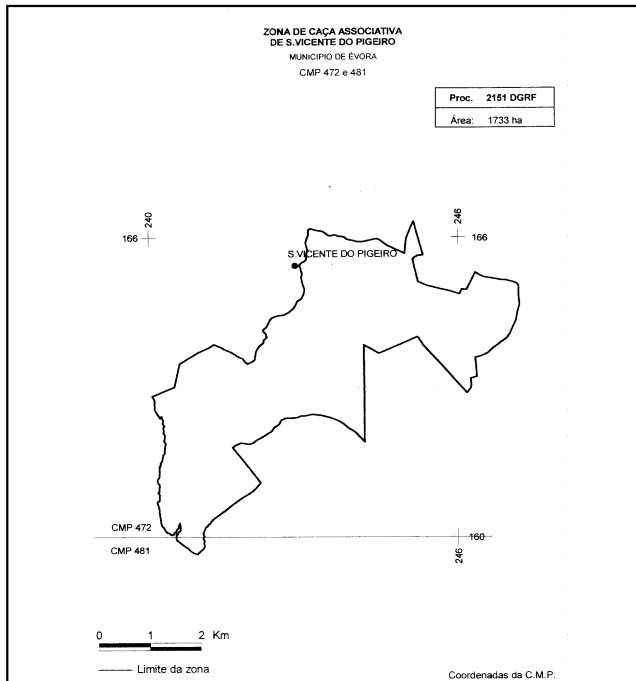 ZONA DE CAÇA ASSOCIATIVA
DE S.VICENTE DO PIGEIRO
MUNICIPIO DE ÉVORA
CMP 472 e 481
Proc. 2151 DGRF
Área: 1733 ha
240
246
166
166
S.VICENTE DO PIGEIRO
CMP 472
CMP 481
160
246
0 1 2 Km
Limite da zona
Coordenadas da C.M.P.